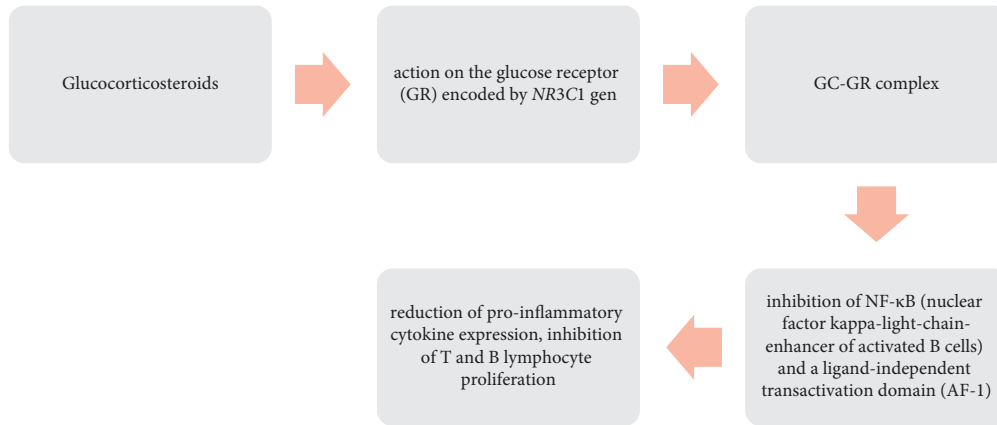 Glucocorticosteroids
action on the glucose receptor
(GR) encoded by NR3C1 gen
GC-GR complex
inhibition of NF-κB (nuclear
factor kappa-light-chain-
enhancer of activated B cells)
and a ligand-independent
transactivation domain (AF-1)
reduction of pro-inflammatory
cytokine expression, inhibition
of T and B lymphocyte
proliferation